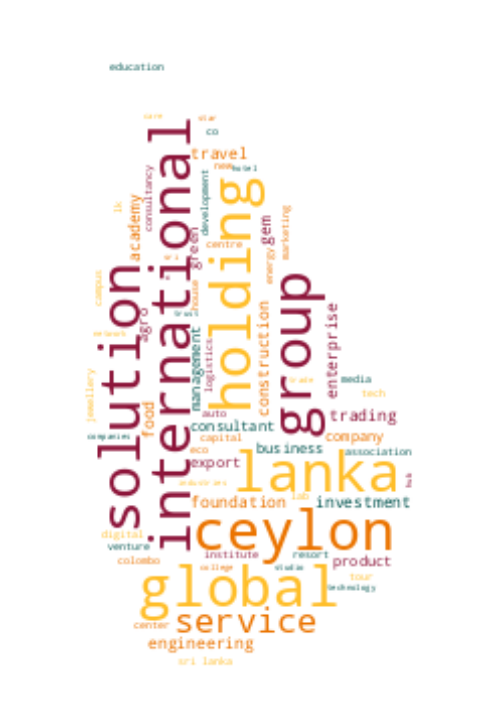 education
care
star
co
travel
new
hotel
international
consultancy
development
holding
lk
academy
gem
marketing
green
centre
energy
campus
solution
house
group
trust
agro
network
management
logistics
construction
enterprise
trade
media
tech
jewellery
food
auto
trading
consultant
companies
capital
company
eco
business
association
export
lanka
industries
hub
foundation
lab
investment
ceylon
digital
venture
institute
resort
colombo
product
college
studio
global
tour
technology
center
service
engineering
sri lanka